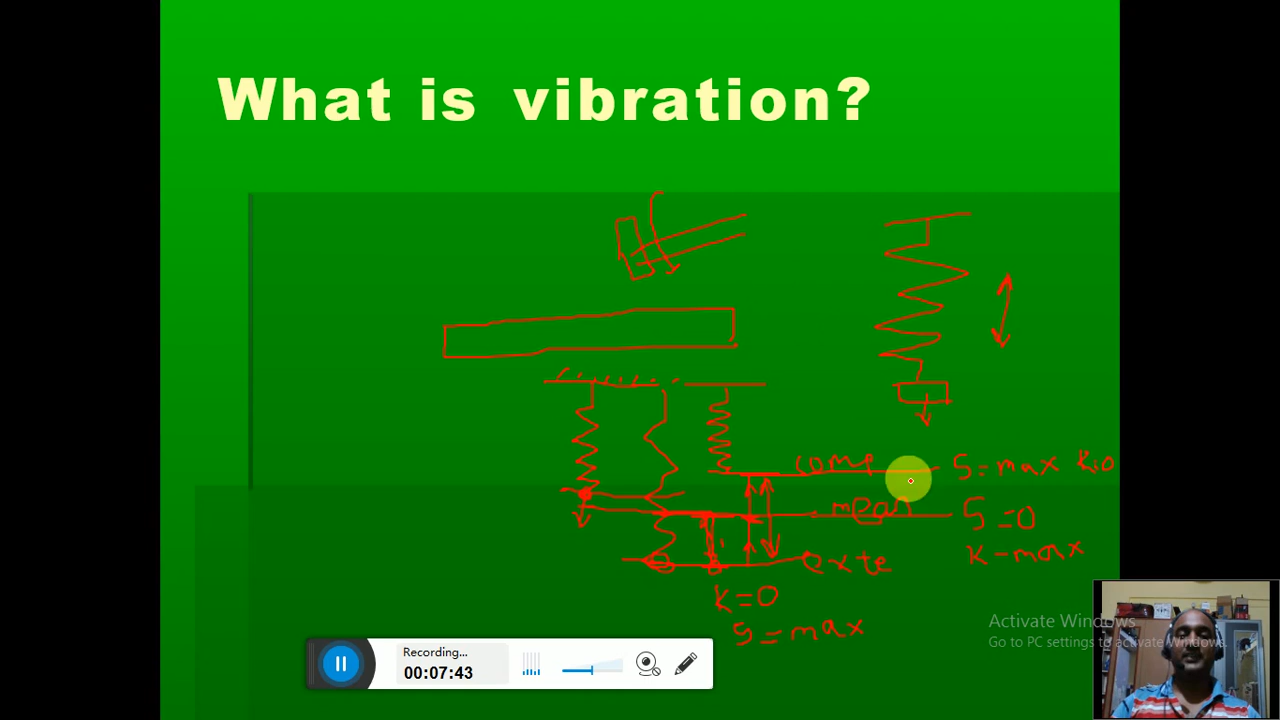 What is vibration?
come S=max K=0
mean S=0
K-max
exte
K=0
S=max
Recording...
00:07:43
Activate Windows
Go to PC settings to activate Windows.